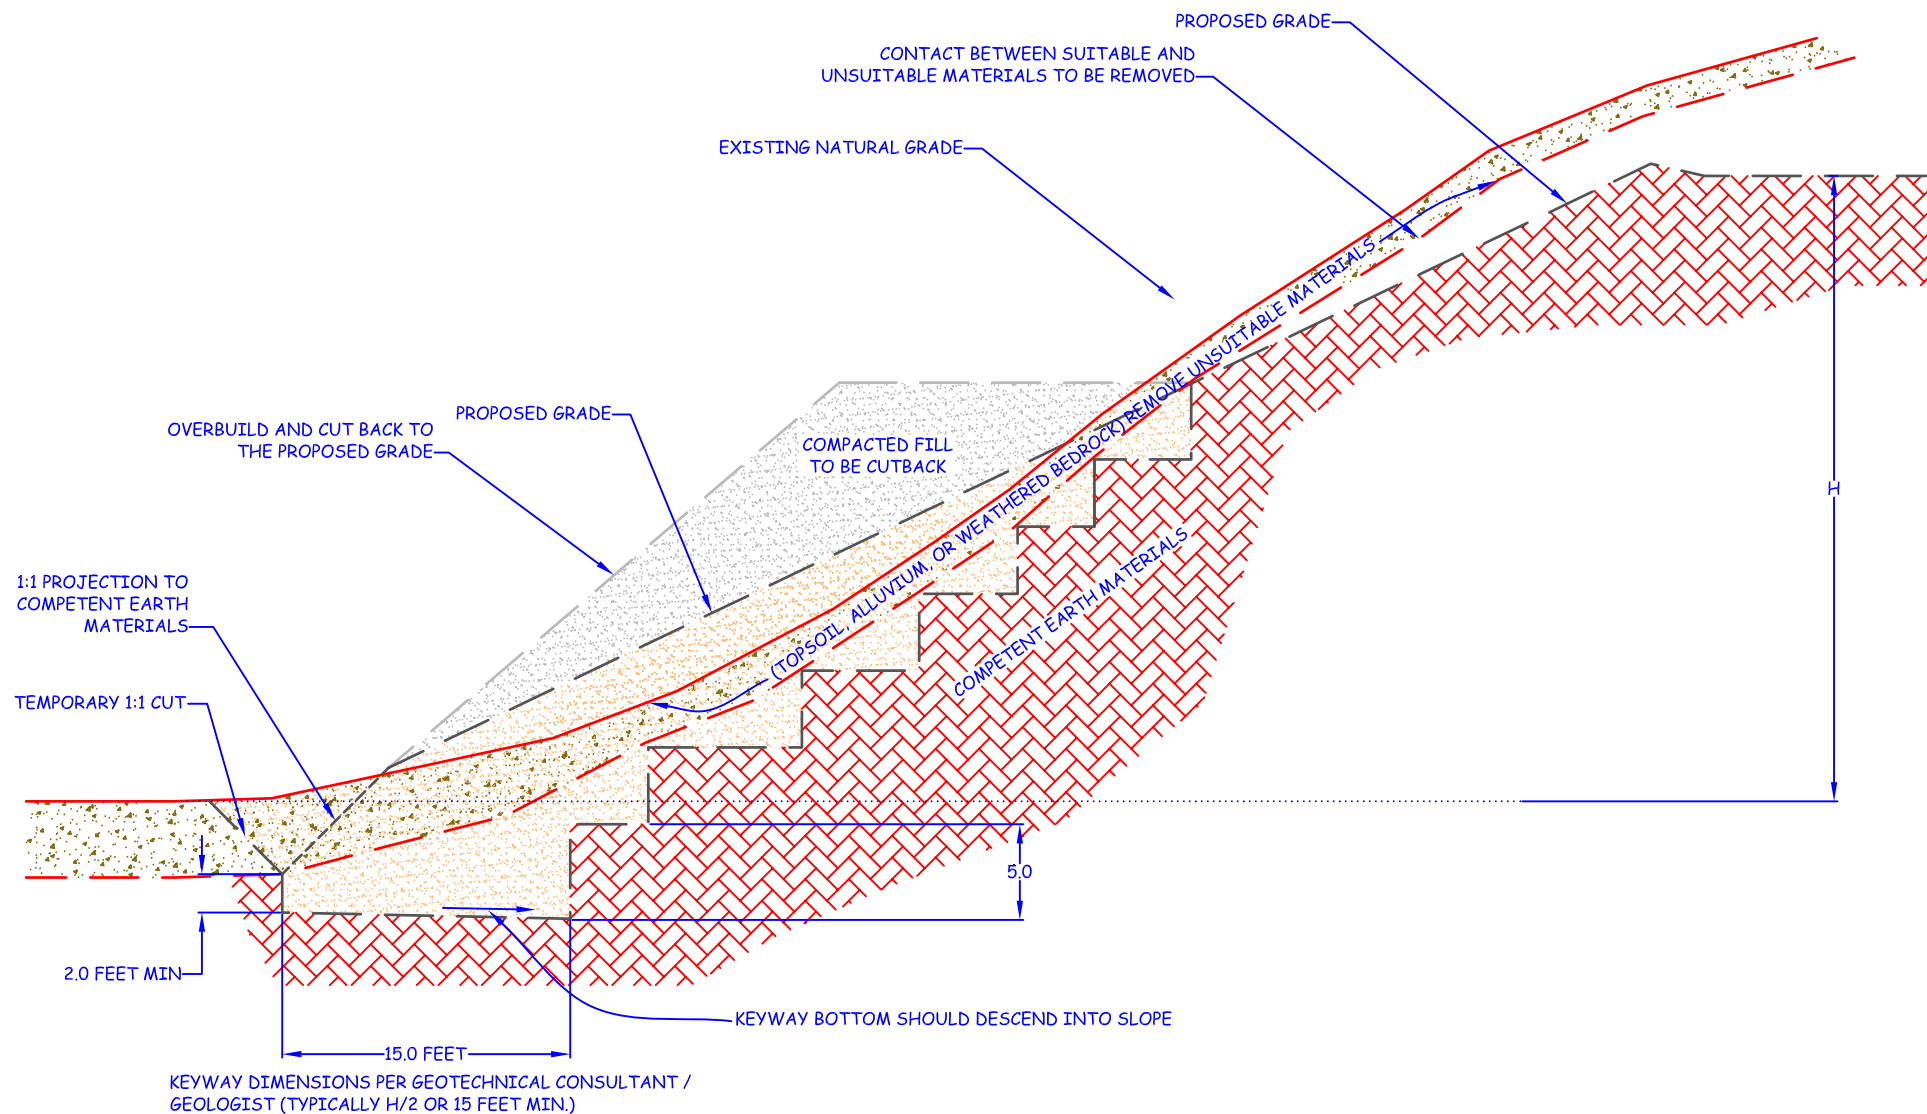 PROPOSED GRADE
CONTACT BETWEEN SUITABLE AND
UNSUITABLE MATERIALS TO BE REMOVED
EXISTING NATURAL GRADE
REMOVE UNSUITABLE MATERIALS
(TOPSOIL, ALLUVIUM, OR WEATHERED BEDROCK)
PROPOSED GRADE
OVERBUILD AND CUT BACK TO
THE PROPOSED GRADE
COMPACTED FILL
TO BE CUTBACK
H
COMPETENT EARTH MATERIALS
1:1 PROJECTION TO
COMPETENT EARTH
MATERIALS
TEMPORARY 1:1 CUT
5.0
2.0 FEET MIN
KEYWAY BOTTOM SHOULD DESCEND INTO SLOPE
15.0 FEET
KEYWAY DIMENSIONS PER GEOTECHNICAL CONSULTANT /
GEOLOGIST (TYPICALLY H/2 OR 15 FEET MIN.)